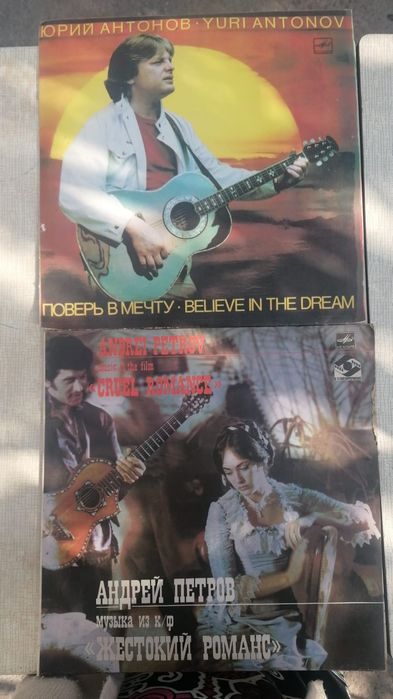 ЮРИЙ АНТОНОВ · YURI ANTONOV
ПОВЕРЬ В МЕЧТУ · BELIEVE IN THE DREAM
ANDREI PETROV
music to the film
«CRUEL ROMANCE»
АНДРЕЙ ПЕТРОВ
музыка из к/ф
«ЖЕСТОКИЙ РОМАНС»